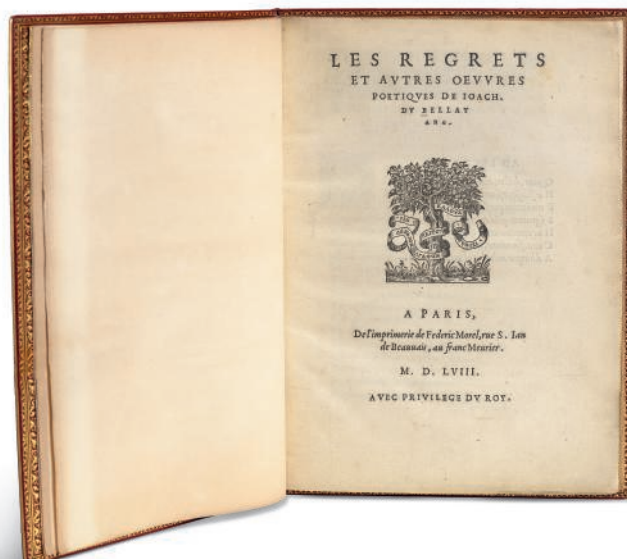 LES REGRETS
ET AVTRES OEVVRES
POETIQVES DE IOACH.
DV BELLAY
A PARIS,
De l'imprimerie de Federic Morel, rue S. Ian
de Beauuais, au franc Meurier.
M. D. LVIII.
AVEC PRIVILEGE DV ROY.